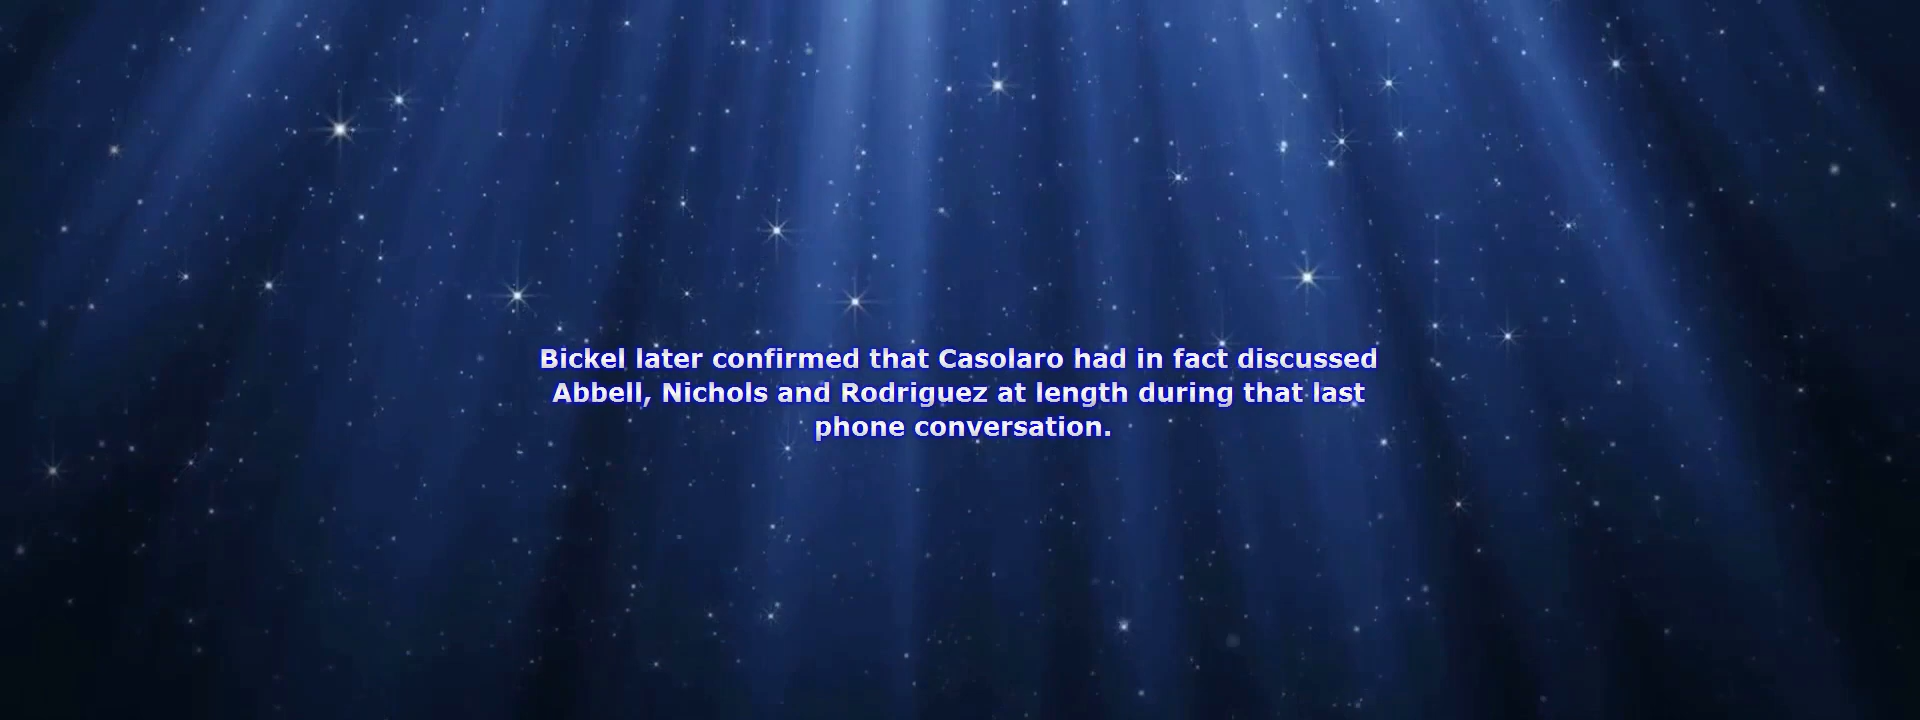 Bickel later confirmed that Casolaro had in fact discussed
Abbell, Nichols and Rodriguez at length during that last
phone conversation.